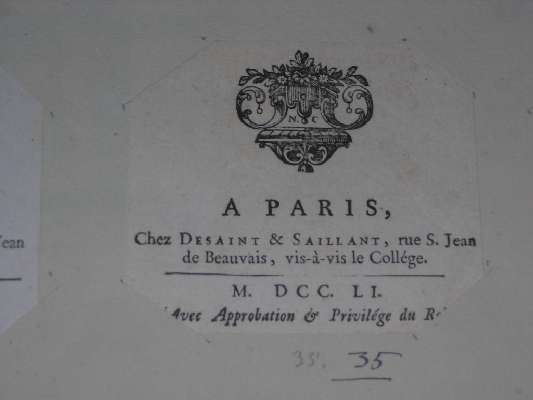 N. C
A PARIS,
Chez DESAINT & SAILLANT, rue S. Jean
de Beauvais, vis-à-vis le Collége.
M. DCC. LI.
Avec Approbation & Privilége du
ean
35. 35